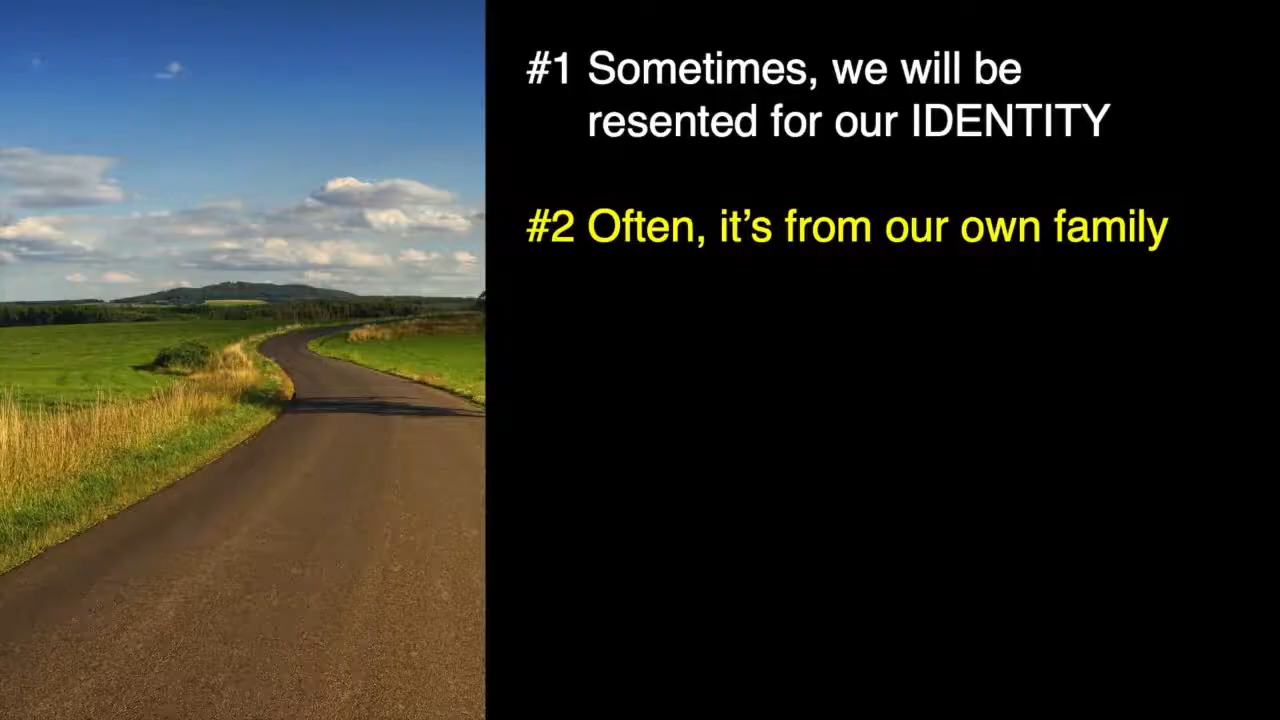 #1 Sometimes, we will be
resented for our IDENTITY
#2 Often, it's from our own family